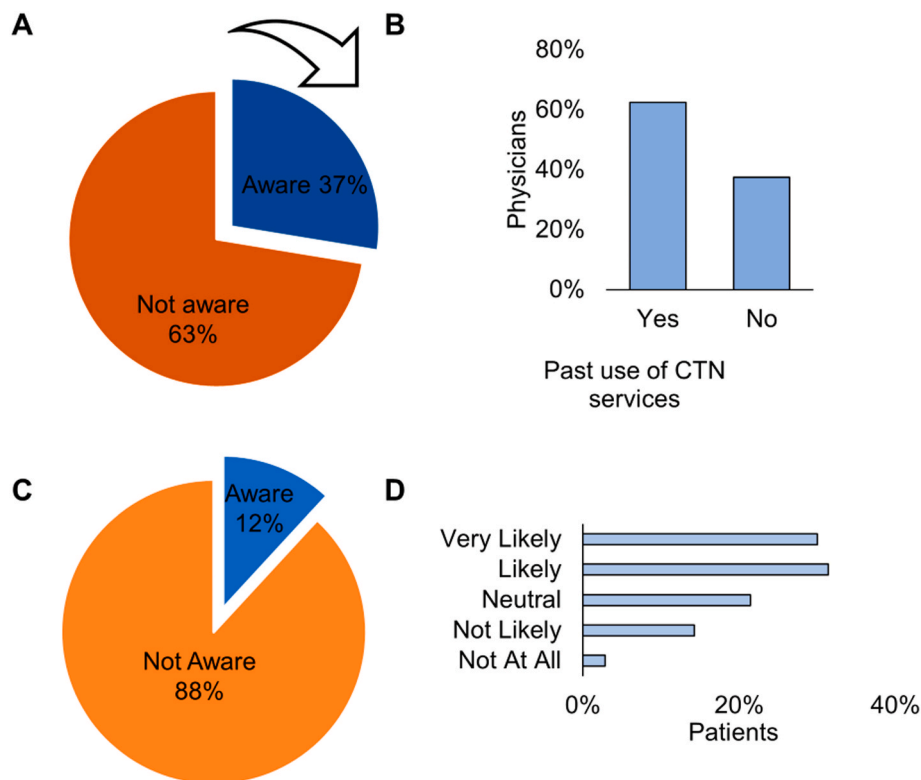 A
Aware 37%
Not aware
63%
B
80%
60%
40%
20%
0%
Physicians
Yes No
Past use of CTN
services
C
Aware
12%
Not Aware
88%
D
Very Likely
Likely
Neutral
Not Likely
Not At All
0% 20% 40%
Patients